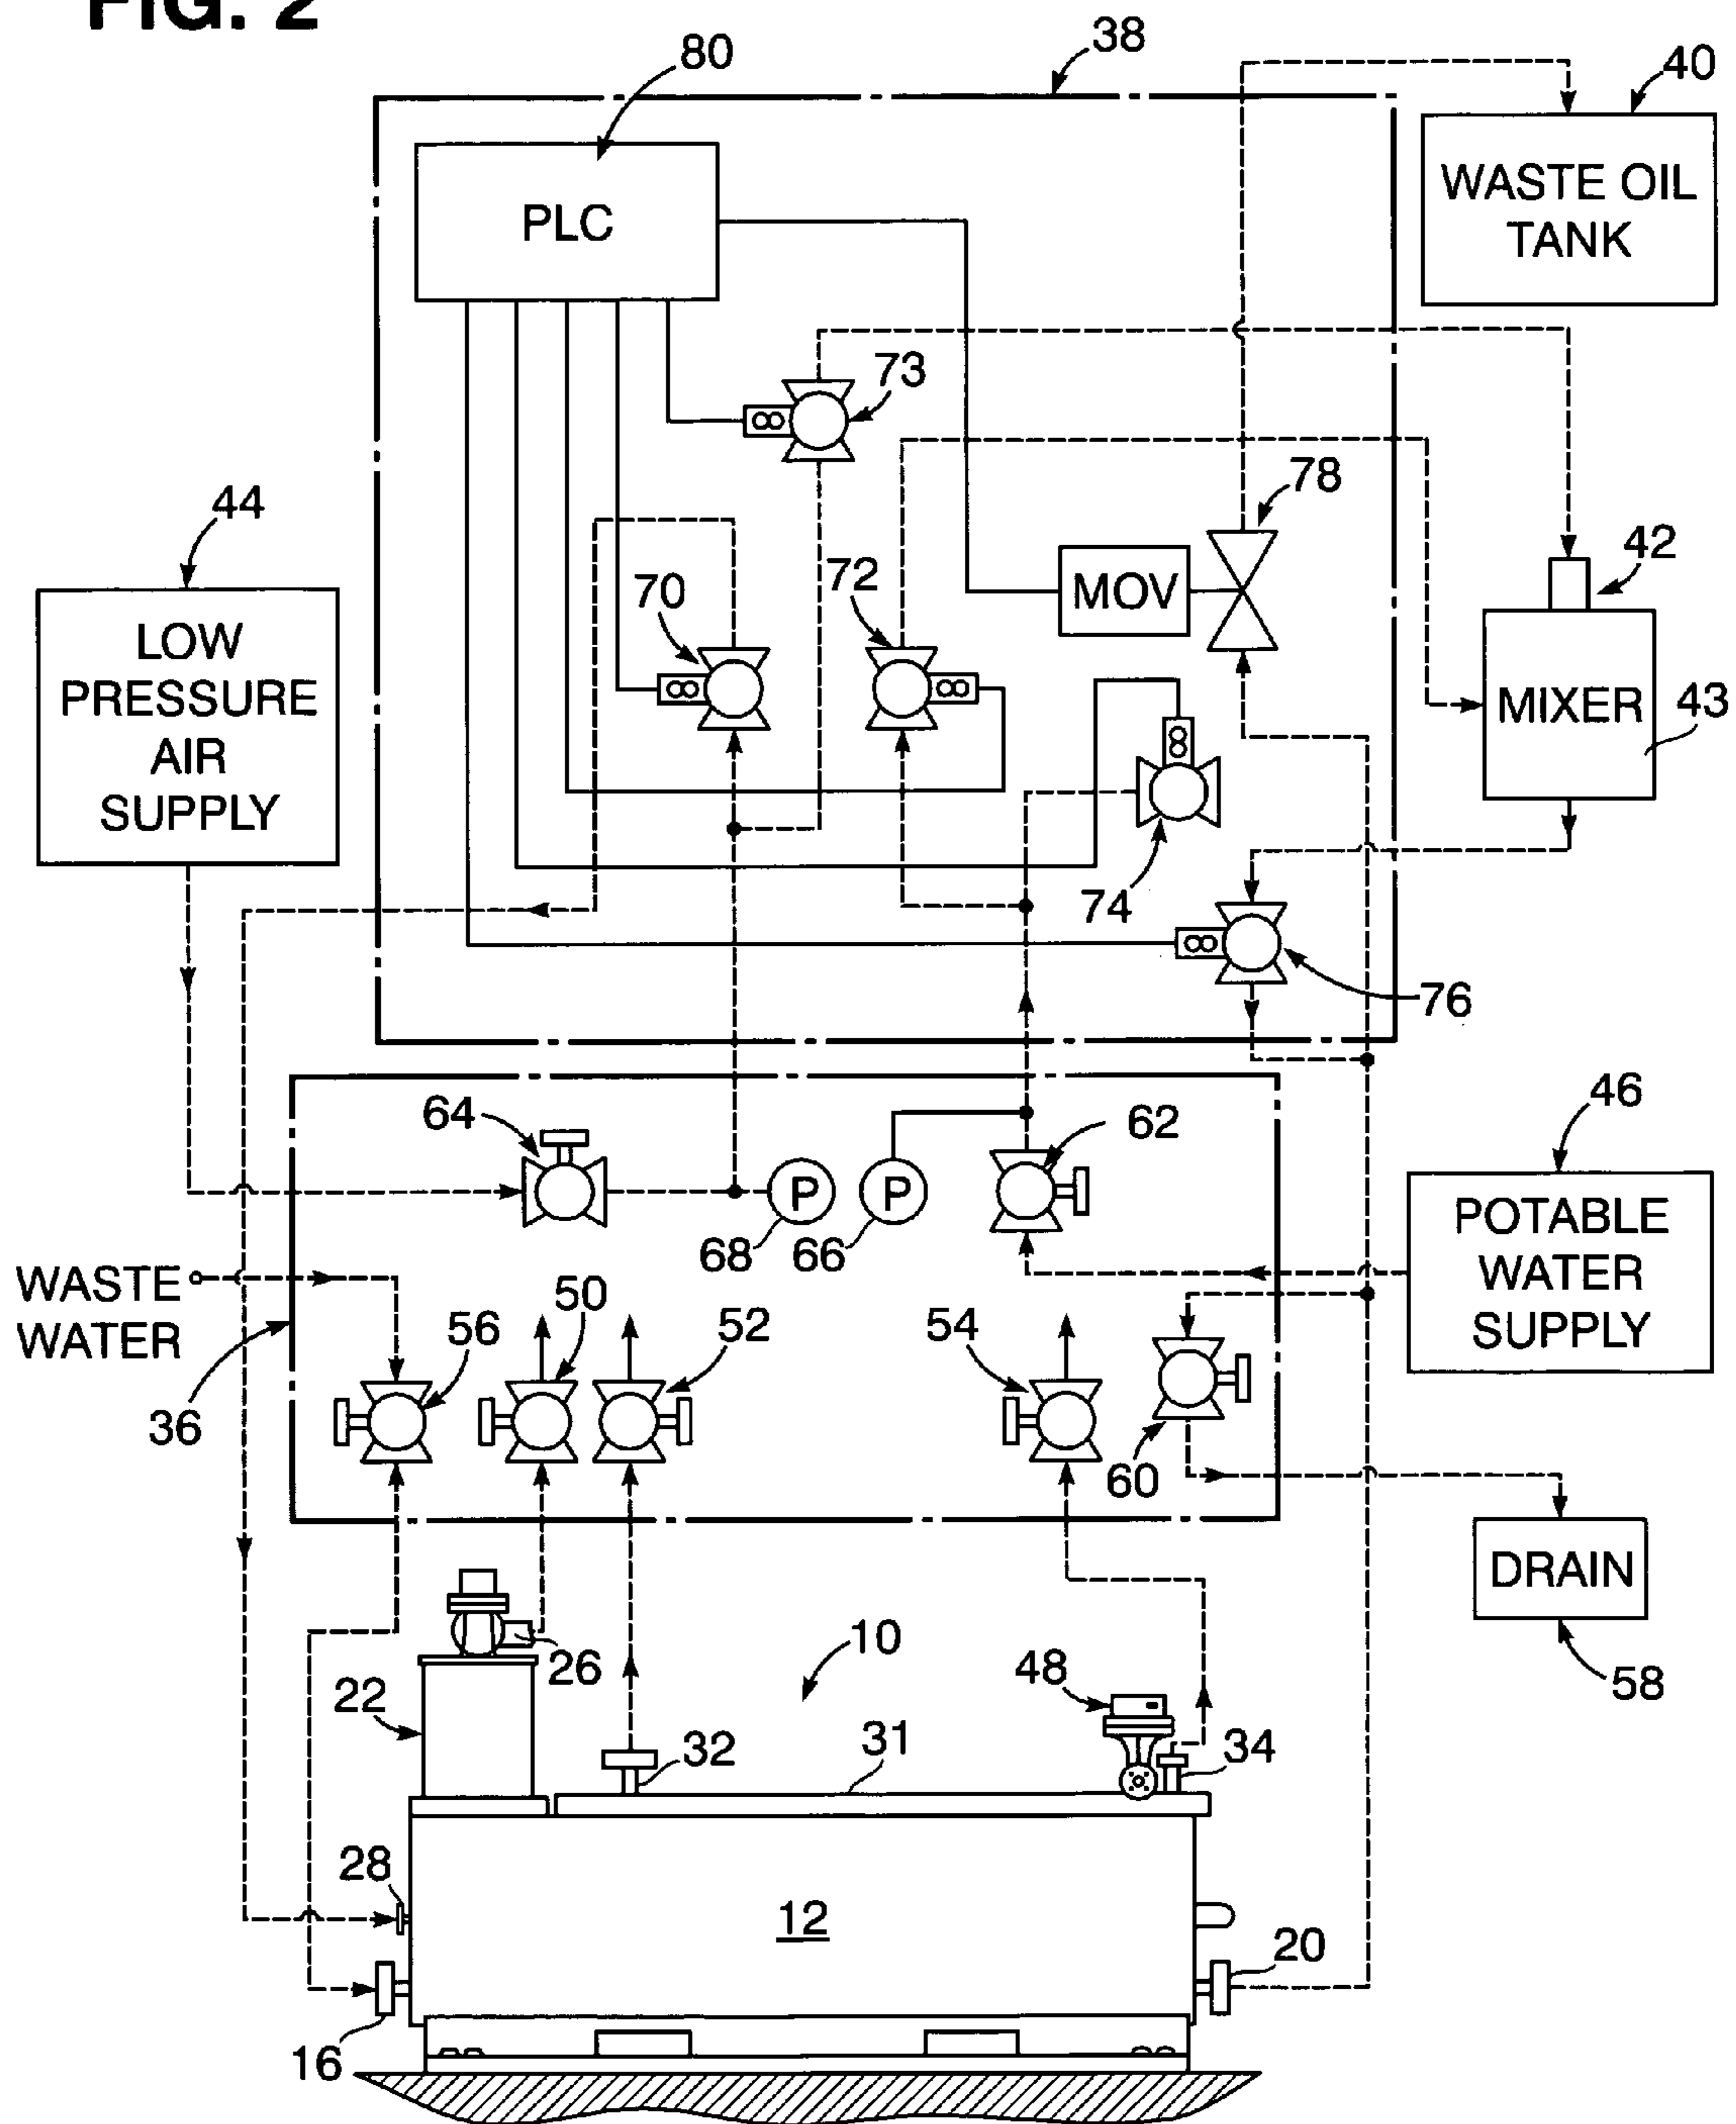 FIG. 2
80
38
40
PLC
WASTE OIL
TANK
73
44
78
42
70
72
MOV
LOW
PRESSURE
AIR
SUPPLY
MIXER
43
74
76
64
62
46
P
P
68
66
POTABLE
WATER
SUPPLY
WASTE
WATER
50
56
52
54
36
60
DRAIN
10
26
48
58
22
32
31
34
28
12
20
16